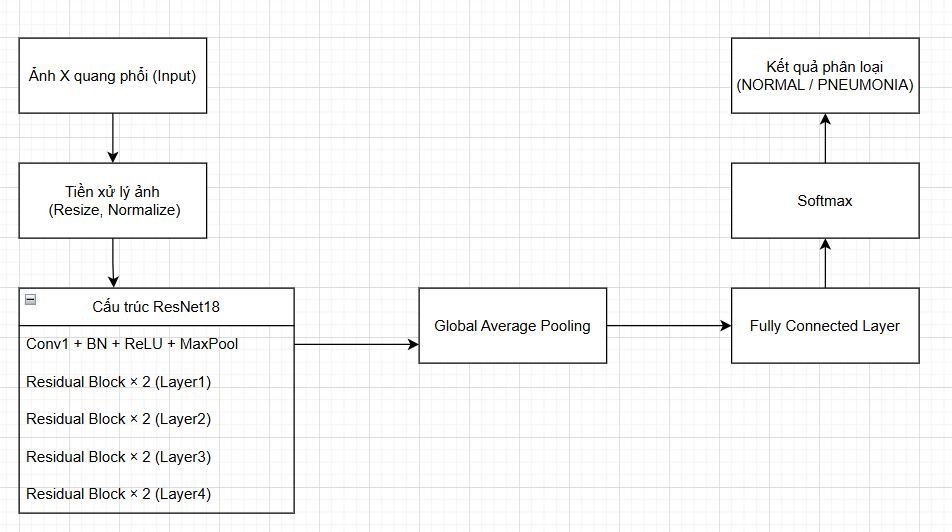 Ảnh X quang phổi (Input)
Tiền xử lý ảnh
(Resize, Normalize)
Cấu trúc ResNet18
Conv1 + BN + ReLU + MaxPool
Residual Block × 2 (Layer1)
Residual Block × 2 (Layer2)
Residual Block × 2 (Layer3)
Residual Block × 2 (Layer4)
Global Average Pooling
Fully Connected Layer
Softmax
Kết quả phân loại
(NORMAL / PNEUMONIA)